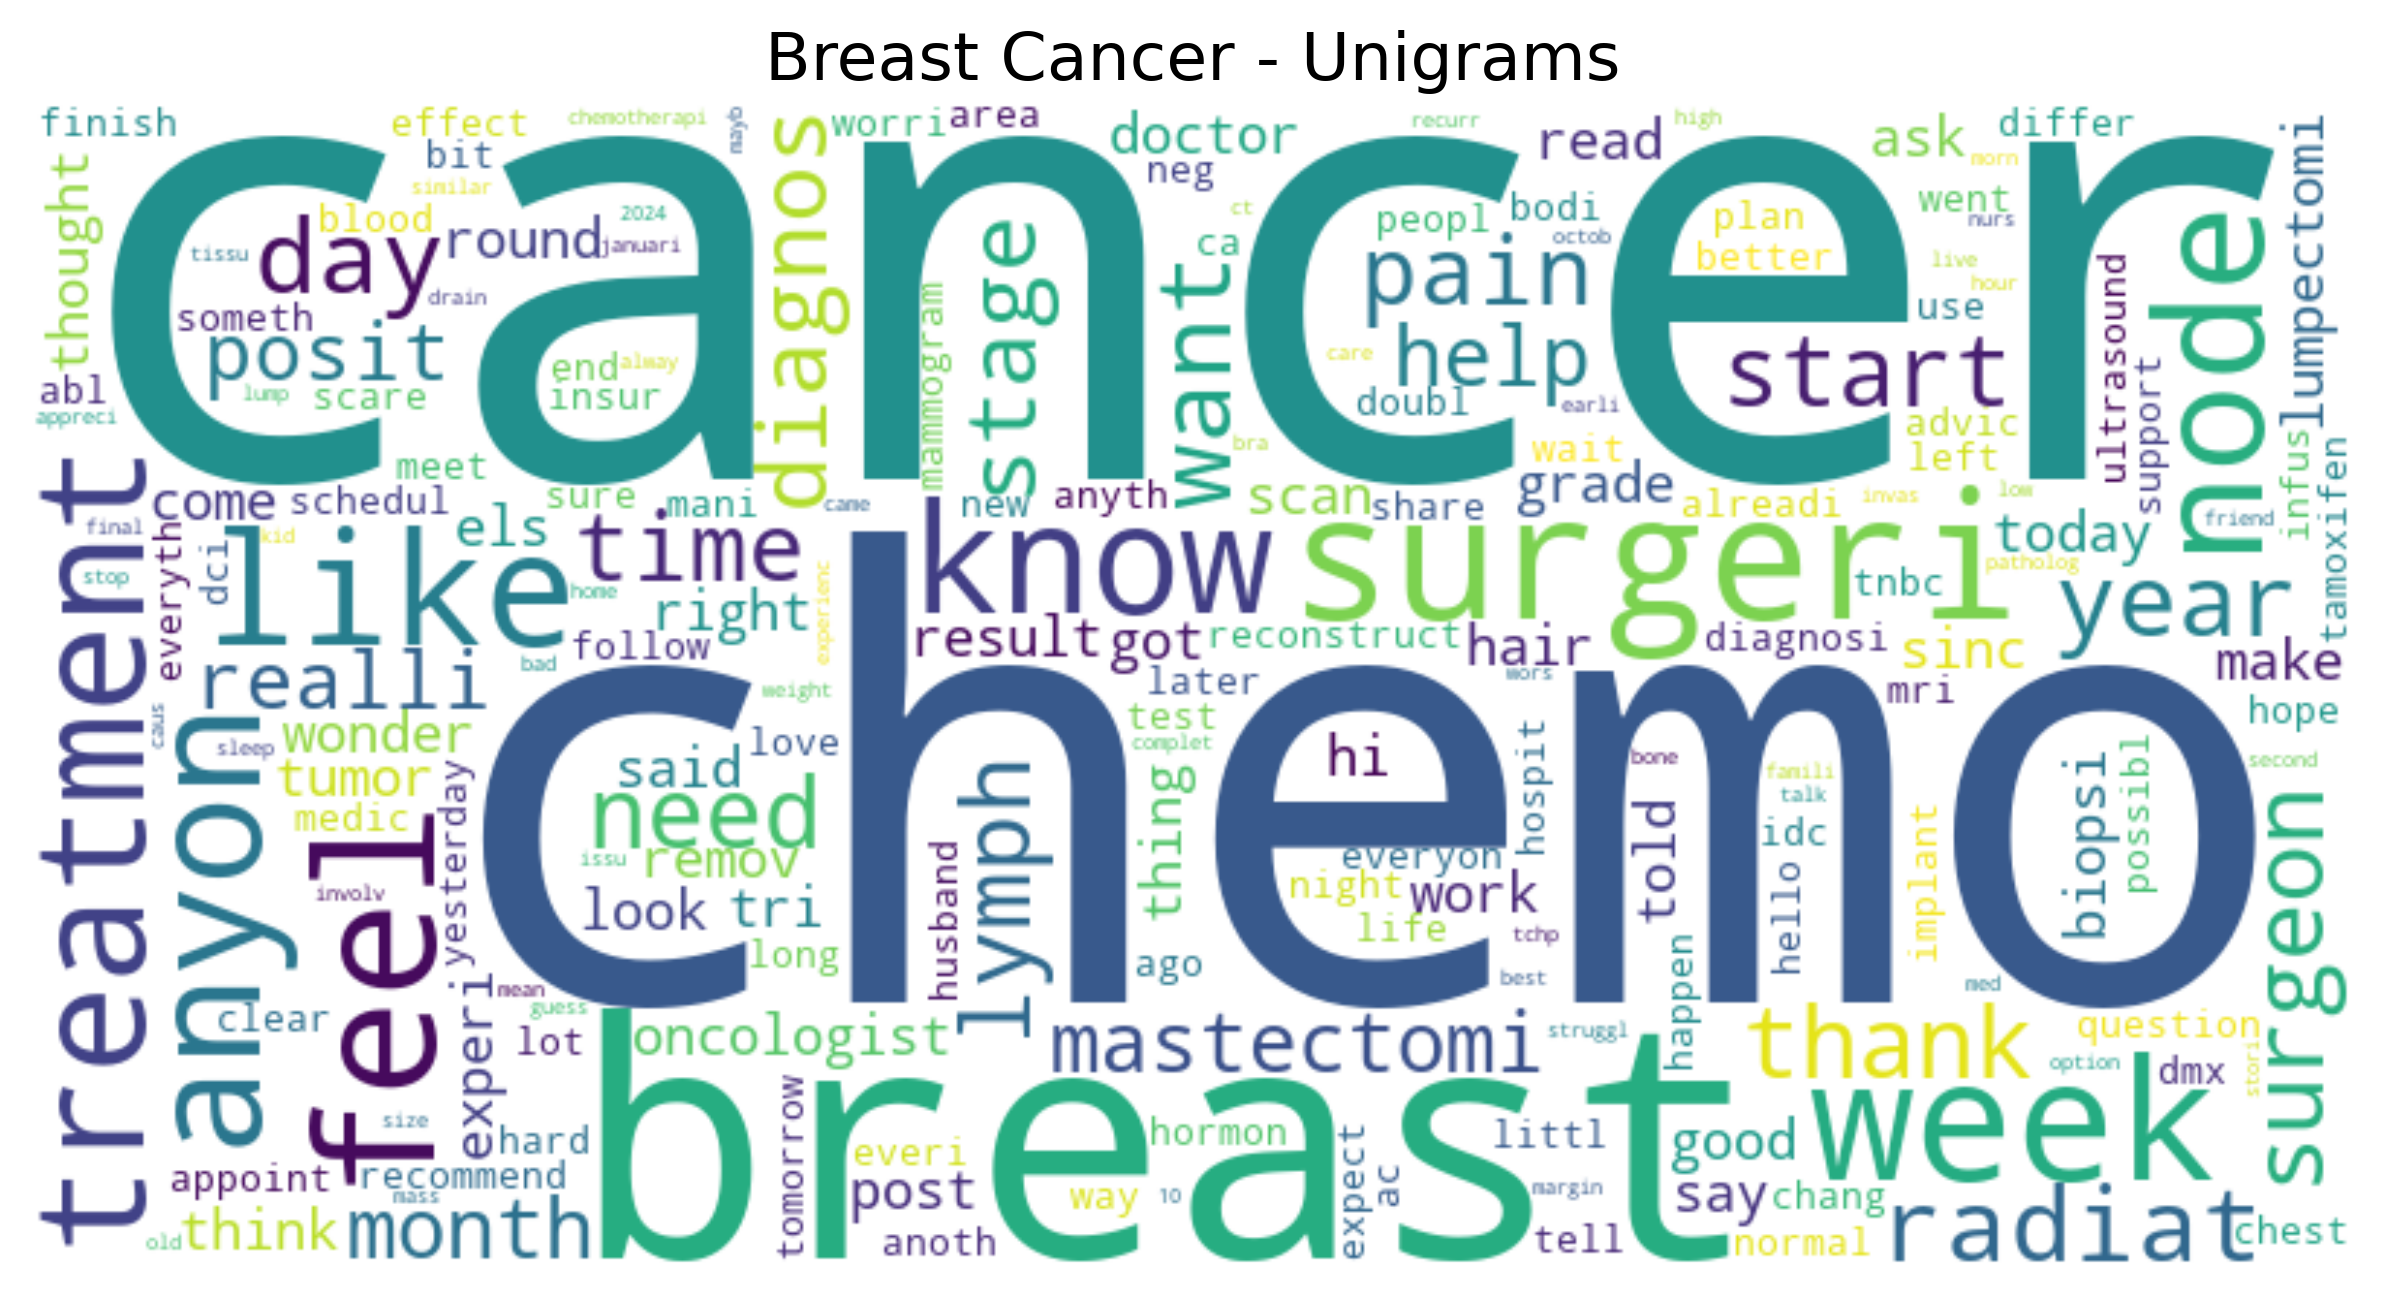 Breast Cancer - Unigrams
cancer
chemo
breast
finish
effect
chemotherapi
mayb
diagnos
worri
area
doctor
neg
recurr
read
high
ask
morn
differ
lumpectomi
thought
bit
similar
blood
2024
day
round
januari
tissu
drain
someth
posit
end
alway
insur
lump
scare
abl
appreci
mammogram
stage
want
ct
ca
peopl
bodi
octob
pain
help
care
doubl
earli
bra
plan
better
went
nurs
live
hour
use
start
ultrasound
support
node
advic
left
infus
tamoxifen
treatment
come
schedul
meet
sure
mani
came
new
anyth
scan
share
wait
grade
alreadi
invas
low
friend
final
stop
everyth
dci
kid
like
els
time
home
right
experienc
know
surgeri
today
patholog
tnbc
year
realli
bad
follow
result
got
reconstruct
hair
diagnosi
sinc
make
wors
mri
hope
caus
anyon
sleep
wonder
tumor
medic
yesterday
weight
love
said
need
issu
remov
look
tri
long
later
test
complet
lymph
thing
husband
ago
hi
hospit
everyon
night
work
life
tchp
best
bone
told
famili
talk
idc
hello
implant
biopsi
possibl
second
surgeon
feel
involv
experi
clear
mean
guess
lot
oncologist
mastectomi
struggl
happen
med
thank
question
option
dmx
stori
week
size
hard
appoint
recommend
mass
old
think
month
tomorrow
everi
hormon
post
way
10
anoth
expect
ac
littl
margin
tell
good
say
chang
normal
radiat
chest